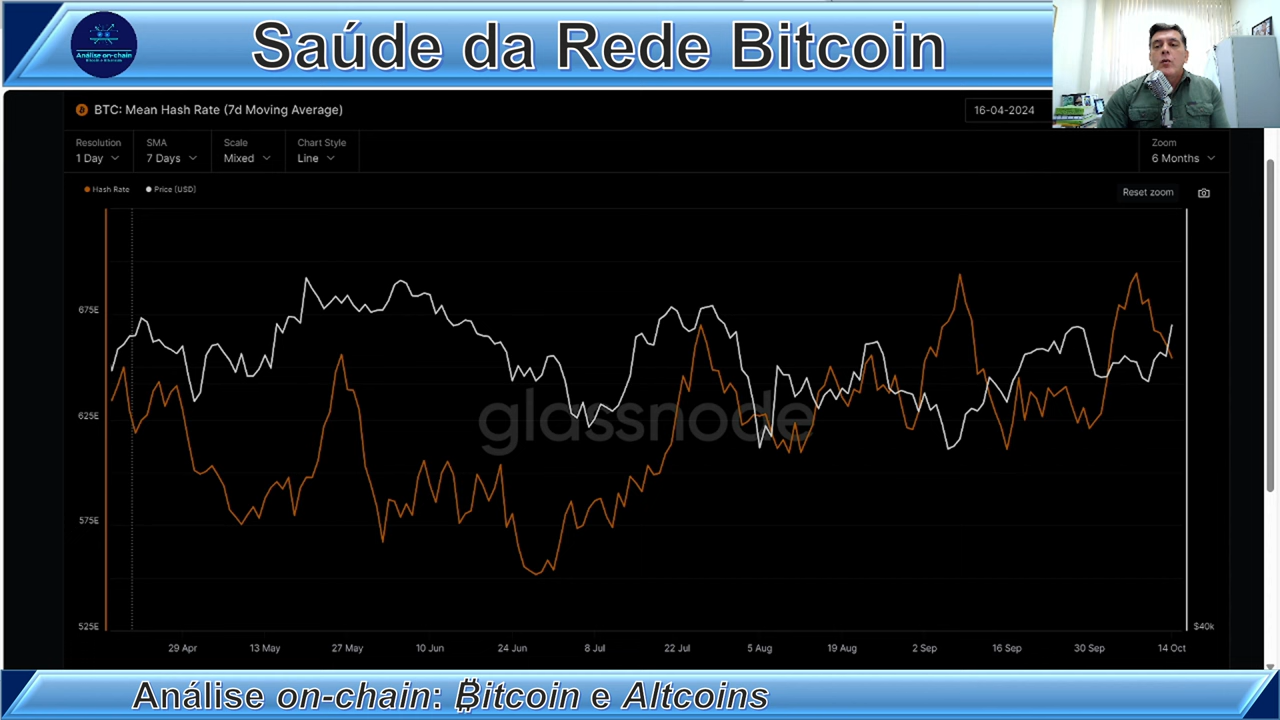 Saúde da Rede Bitcoin
Análise on-chain
BTC: Mean Hash Rate (7d Moving Average)
16-04-2024
Resolution
1 Day
SMA
7 Days
Scale
Mixed
Chart Style
Line
Zoom
6 Months
Hash Rate
Price (USD)
Reset zoom
675E
625E
575E
525E
$40k
glassnode
29 Apr
13 May
27 May
10 Jun
24 Jun
8 Jul
22 Jul
5 Aug
19 Aug
2 Sep
16 Sep
30 Sep
14 Oct
Análise on-chain: ₿itcoin e Altcoins